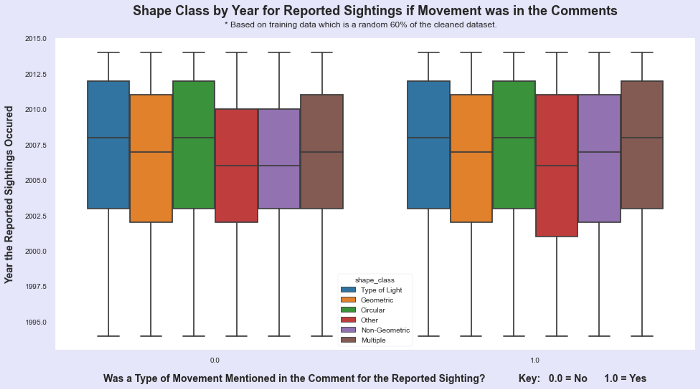 Shape Class by Year for Reported Sightings if Movement was in the Comments
* Based on training data which is a random 60% of the cleaned dataset.
Year the Reported Sightings Occured
2015.0
2012.5
2010.0
2007.5
2005.0
2002.5
2000.0
1997.5
1995.0
shape_class
Type of Light
Geometric
Circular
Other
Non-Geometric
Multiple
0.0 1.0
Was a Type of Movement Mentioned in the Comment for the Reported Sighting? Key: 0.0 = No 1.0 = Yes